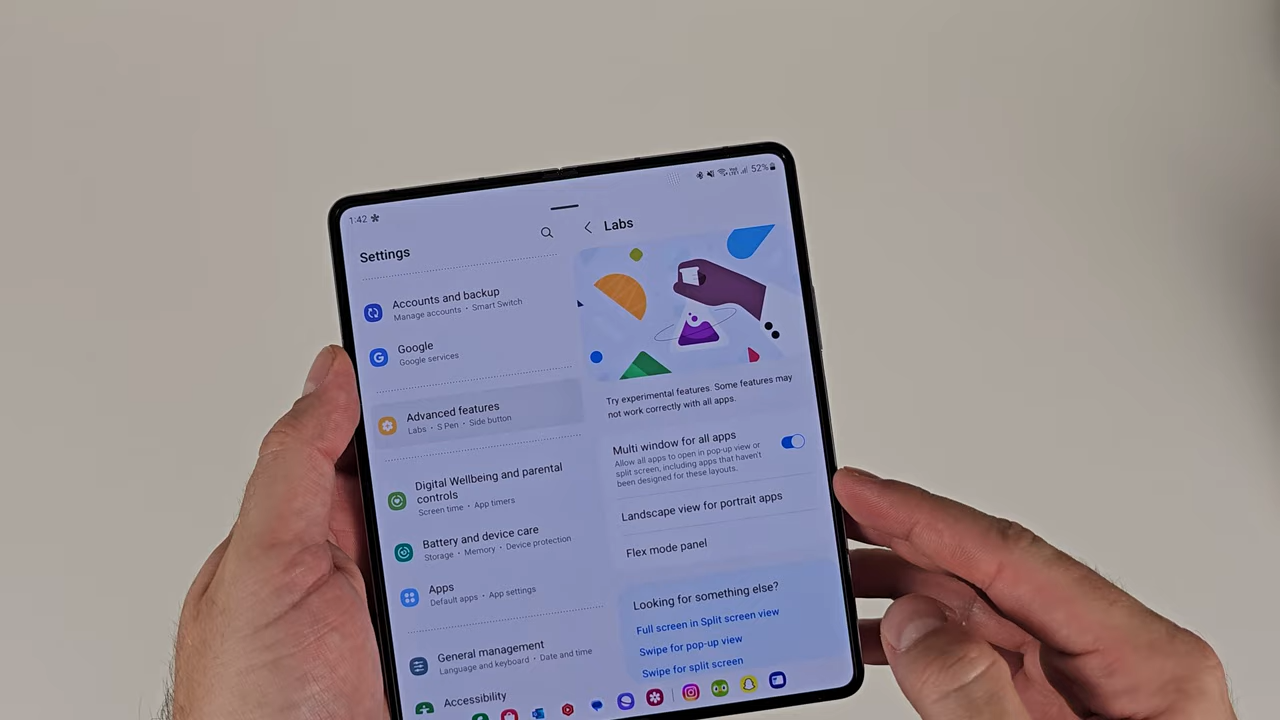 1:42
52%
Settings
Accounts and backup
Manage accounts • Smart Switch
Google
Google services
Advanced features
Labs • S Pen • Side button
Digital Wellbeing and parental
controls
Screen time • App timers
Battery and device care
Storage • Memory • Device protection
Apps
Default apps • App settings
General management
Language and keyboard • Date and time
Accessibility
Labs
Try experimental features. Some features may
not work correctly with all apps.
Multi window for all apps
Allow all apps to open in pop-up view or
split screen, including apps that haven't
been designed for these layouts.
Landscape view for portrait apps
Flex mode panel
Looking for something else?
Full screen in Split screen view
Swipe for pop-up view
Swipe for split screen